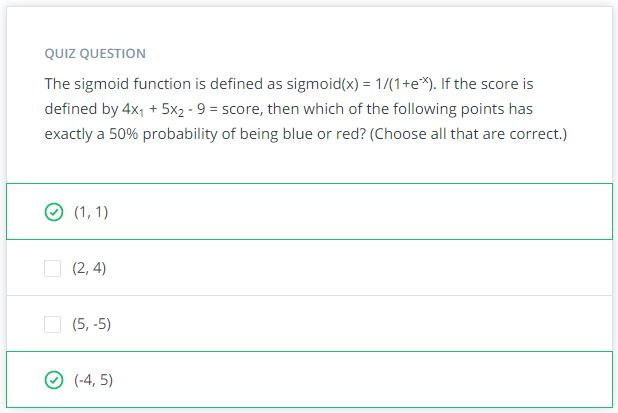 QUIZ QUESTION
The sigmoid function is defined as sigmoid(x) = 1/(1+e⁻ˣ). If the score is
defined by 4x₁ + 5x₂ - 9 = score, then which of the following points has
exactly a 50% probability of being blue or red? (Choose all that are correct.)
(1, 1)
(2, 4)
(5, -5)
(-4, 5)